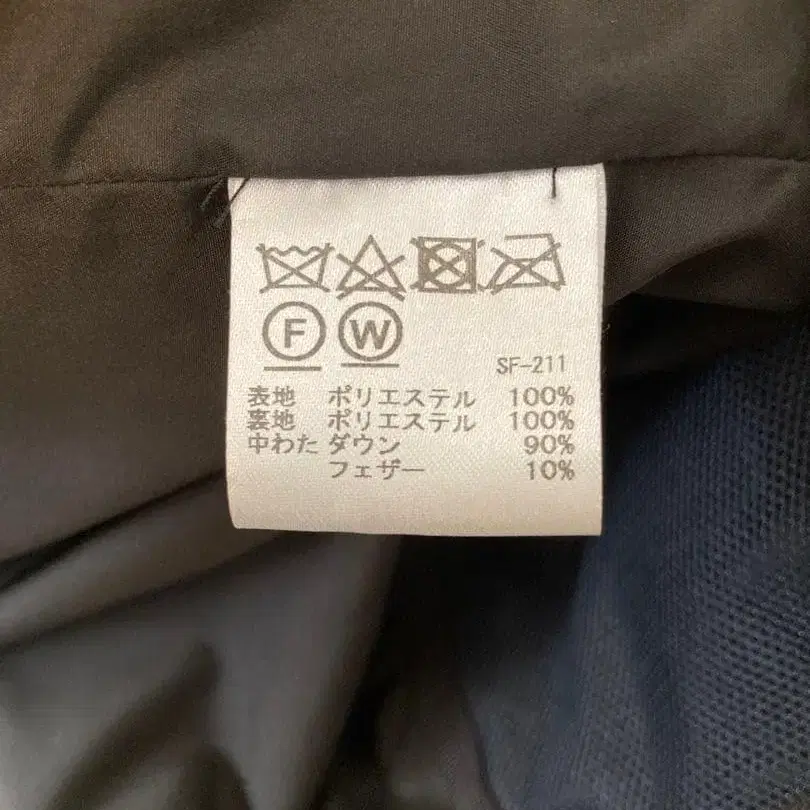 F W
SF-211
表地 ポリエステル 100%
裏地 ポリエステル 100%
中わた ダウン 90%
フェザー 10%